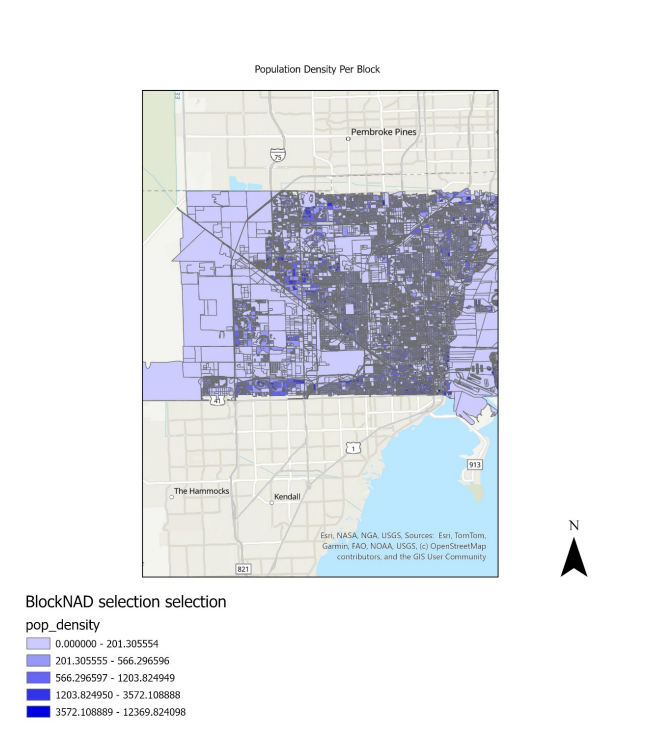 Population Density Per Block
Pembroke Pines
75
41
1
913
The Hammocks
Kendall
Esri, NASA, NGA, USGS, Sources: Esri, TomTom,
Garmin, FAO, NOAA, USGS, (c) OpenStreetMap
contributors, and the GIS User Community
821
N
BlockNAD selection selection
pop_density
0.000000 - 201.305554
201.305555 - 566.296596
566.296597 - 1203.824949
1203.824950 - 3572.108888
3572.108889 - 12369.824098